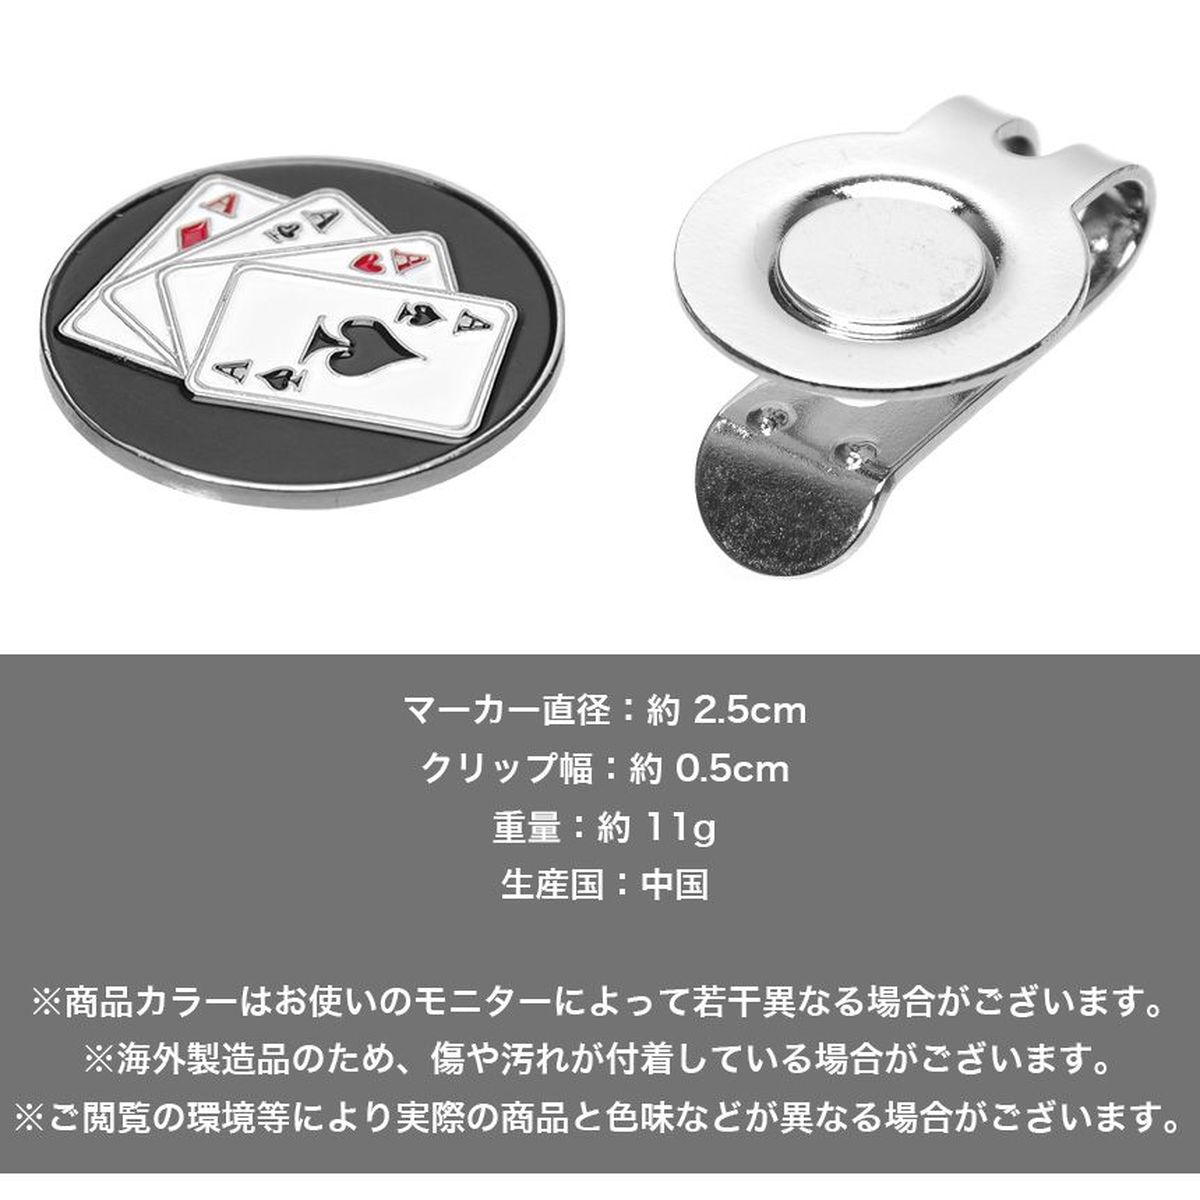 A
A
A
A
A
マーカー直径：約 2.5cm
クリップ幅：約 0.5cm
重量：約 11g
生産国：中国
※商品カラーはお使いのモニターによって若干異なる場合がございます。
※海外製造品のため、傷や汚れが付着している場合がございます。
※ご閲覧の環境等により実際の商品と色味などが異なる場合がございます。